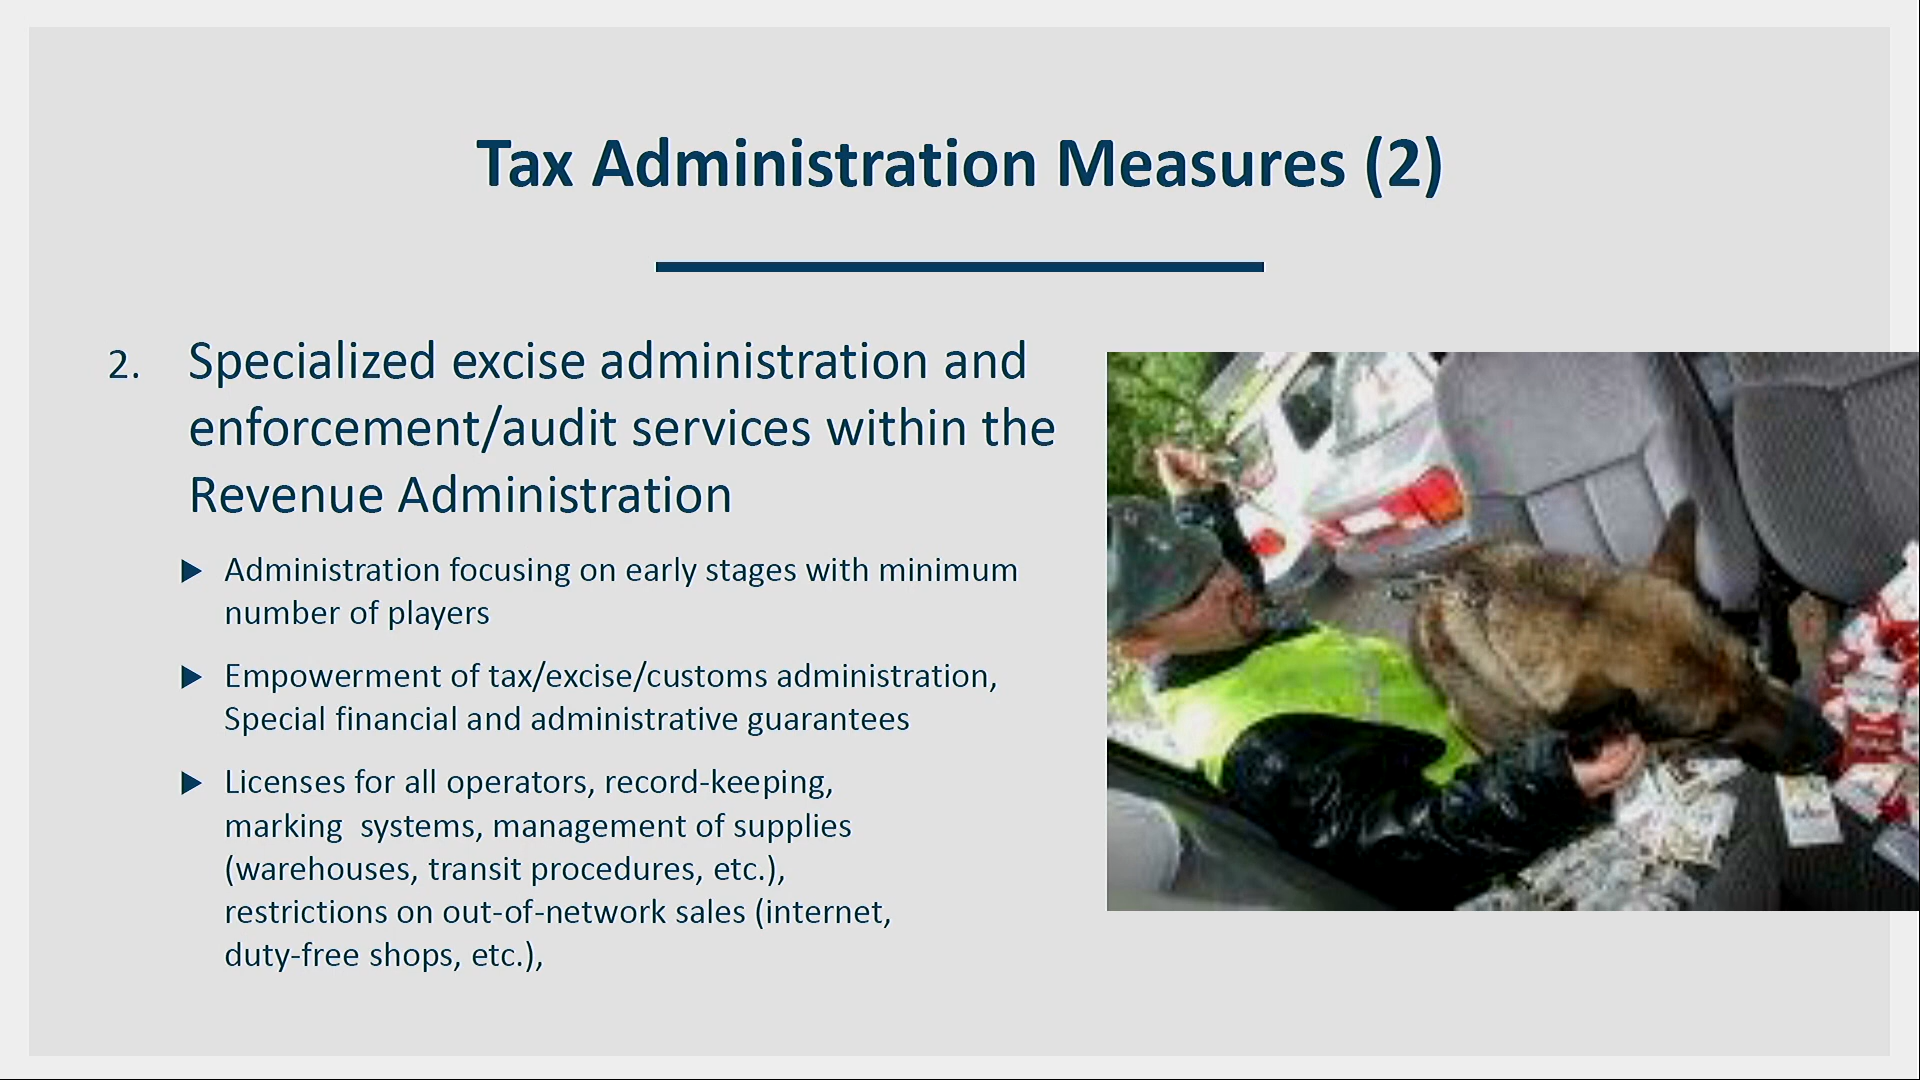 Tax Administration Measures (2)
2. Specialized excise administration and
enforcement/audit services within the
Revenue Administration
▶ Administration focusing on early stages with minimum
number of players
▶ Empowerment of tax/excise/customs administration,
Special financial and administrative guarantees
▶ Licenses for all operators, record-keeping,
marking  systems, management of supplies
(warehouses, transit procedures, etc.),
restrictions on out-of-network sales (internet,
duty-free shops, etc.),